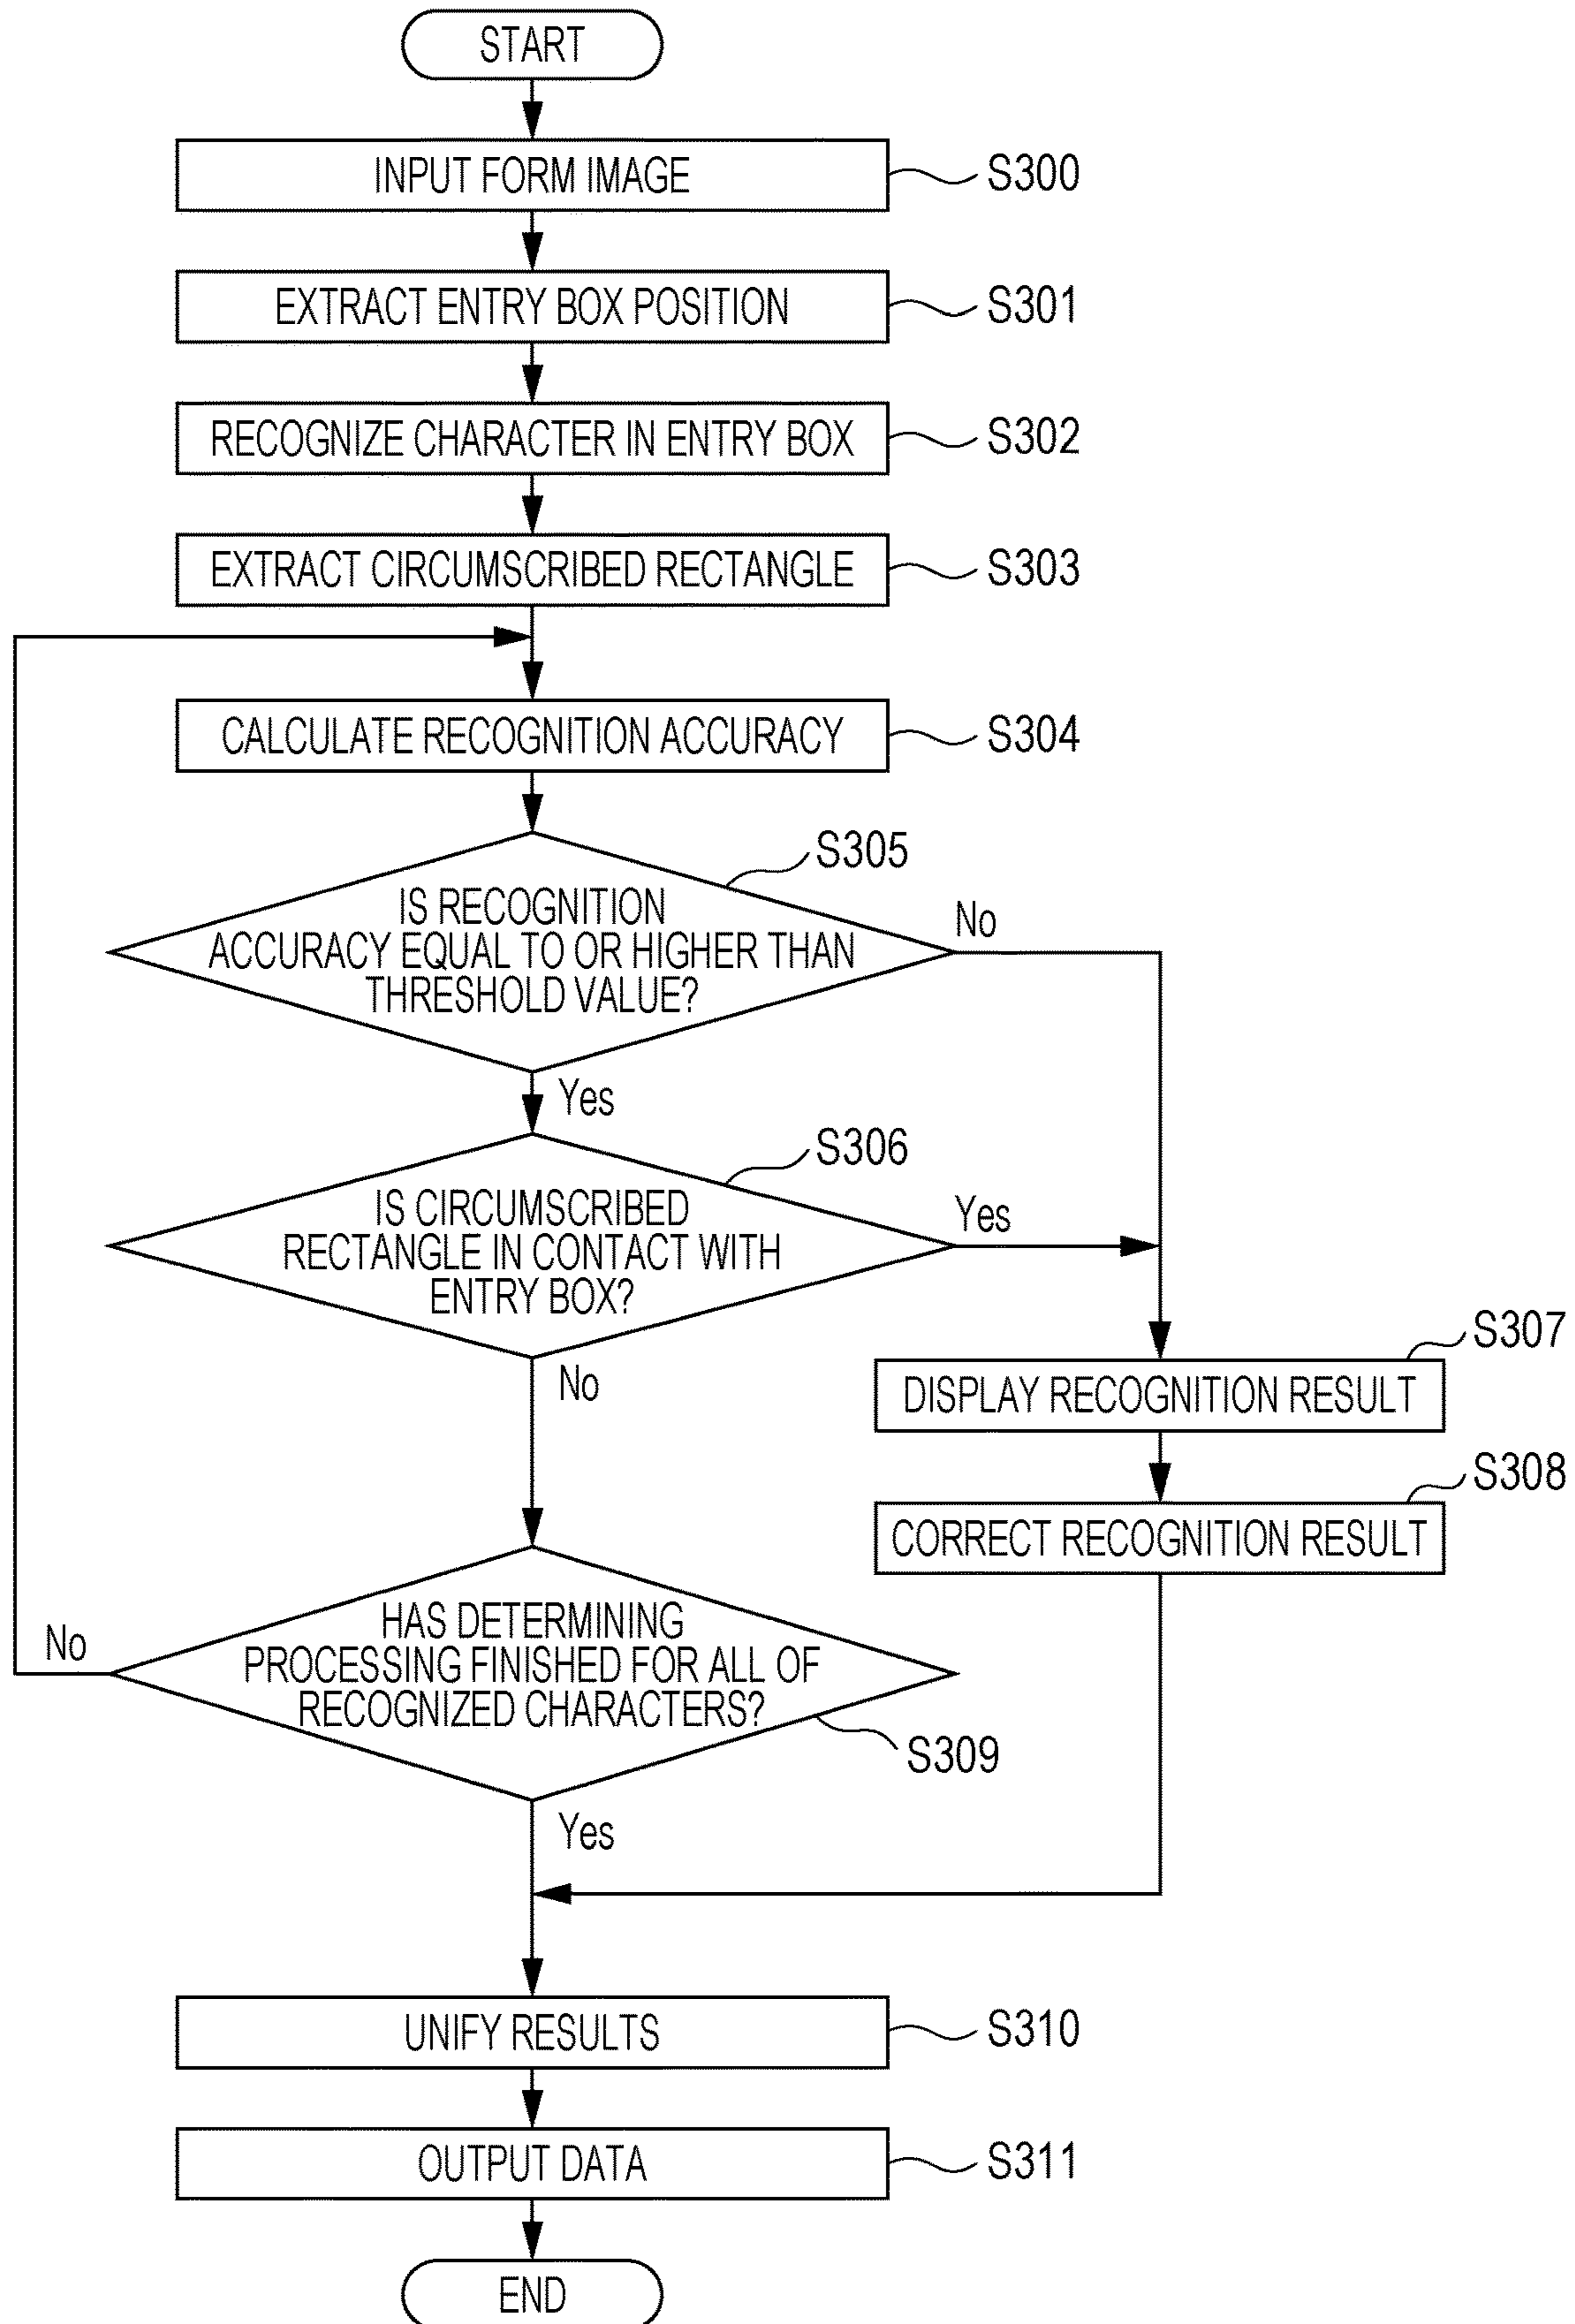 START
INPUT FORM IMAGE
S300
EXTRACT ENTRY BOX POSITION
S301
RECOGNIZE CHARACTER IN ENTRY BOX
S302
EXTRACT CIRCUMSCRIBED RECTANGLE
S303
CALCULATE RECOGNITION ACCURACY
S304
S305
IS RECOGNITION
ACCURACY EQUAL TO OR HIGHER THAN
THRESHOLD VALUE?
No
Yes
S306
IS CIRCUMSCRIBED
RECTANGLE IN CONTACT WITH
ENTRY BOX?
Yes
No
S307
DISPLAY RECOGNITION RESULT
S308
CORRECT RECOGNITION RESULT
HAS DETERMINING
PROCESSING FINISHED FOR ALL OF
RECOGNIZED CHARACTERS?
No
S309
Yes
UNIFY RESULTS
S310
OUTPUT DATA
S311
END